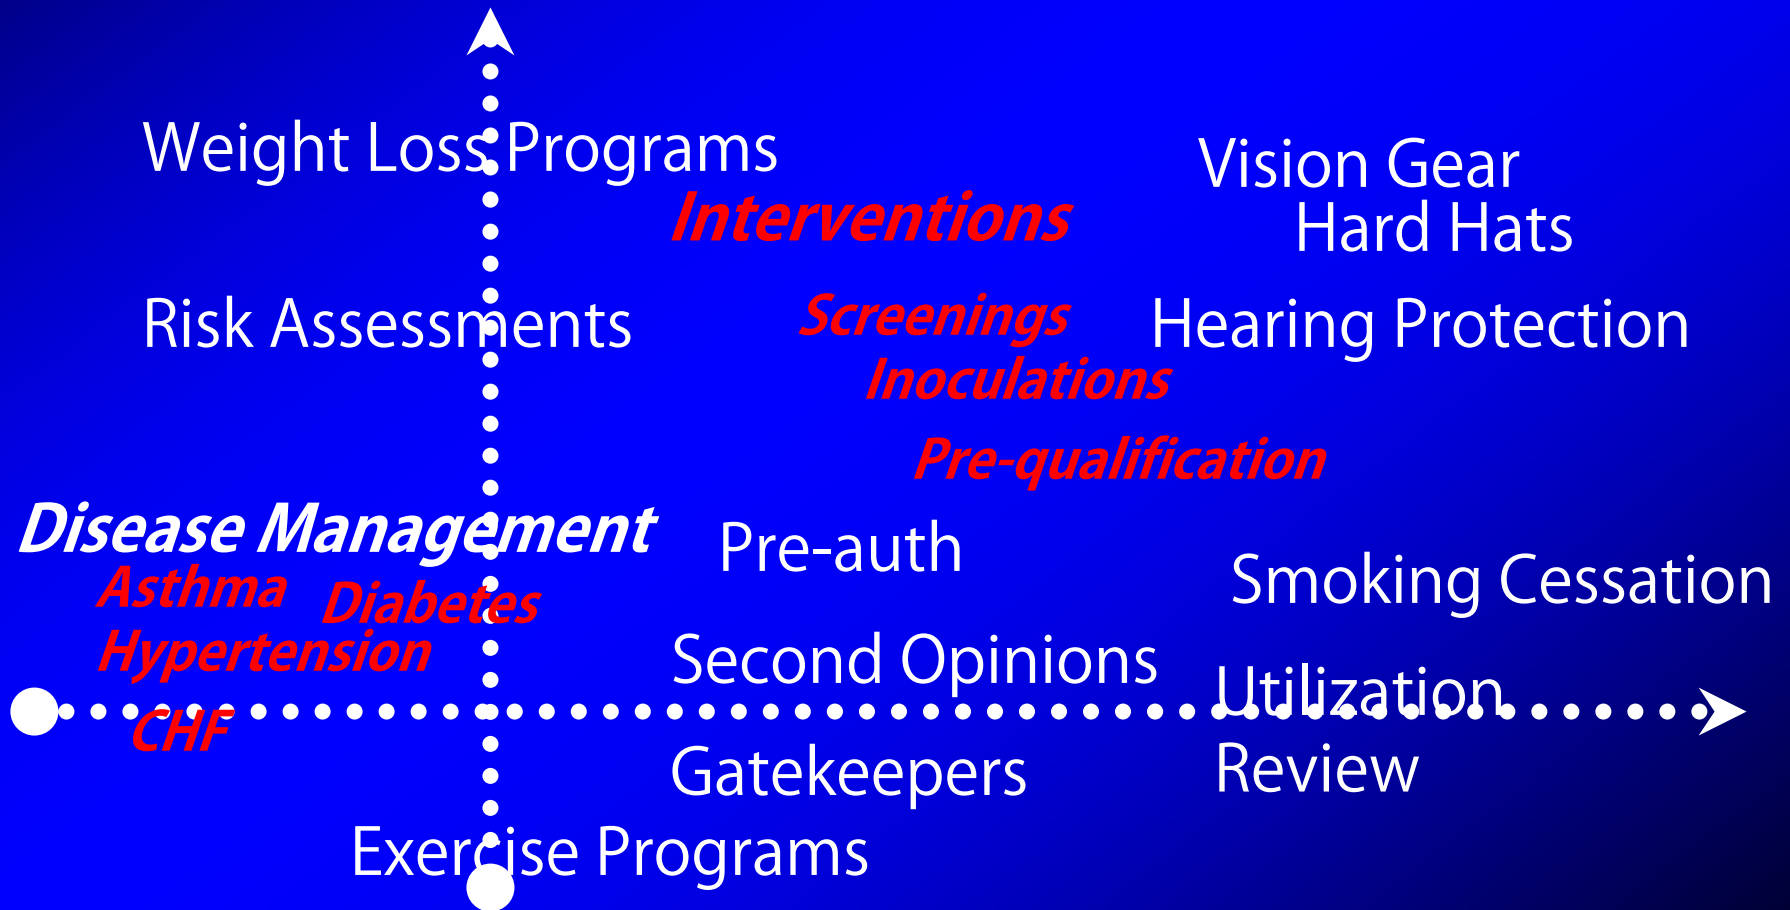 Weight Loss Programs
Vision Gear
Interventions
Hard Hats
Risk Assessments
Screenings
Hearing Protection
Inoculations
Pre-qualification
Disease Management
Pre-auth
Asthma
Diabetes
Smoking Cessation
Hypertension
Second Opinions
Utilization
CHF
Gatekeepers
Review
Exercise Programs